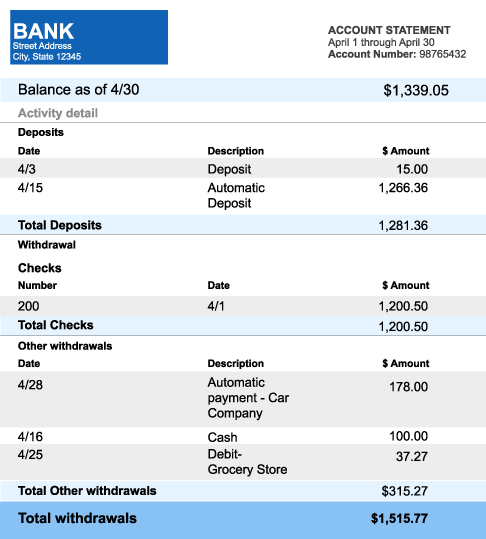 BANK
Street Address
City, State 12345
ACCOUNT STATEMENT
April 1 through April 30
Account Number: 98765432
Balance as of 4/30 $1,339.05
Activity detail
Deposits
Date Description $ Amount
4/3 Deposit 15.00
4/15 Automatic 1,266.36
Deposit
Total Deposits 1,281.36
Withdrawal
Checks
Number Date $ Amount
200 4/1 1,200.50
Total Checks 1,200.50
Other withdrawals
Date Description $ Amount
4/28 Automatic 178.00
payment - Car
Company
4/16 Cash 100.00
4/25 Debit- 37.27
Grocery Store
Total Other withdrawals $315.27
Total withdrawals $1,515.77